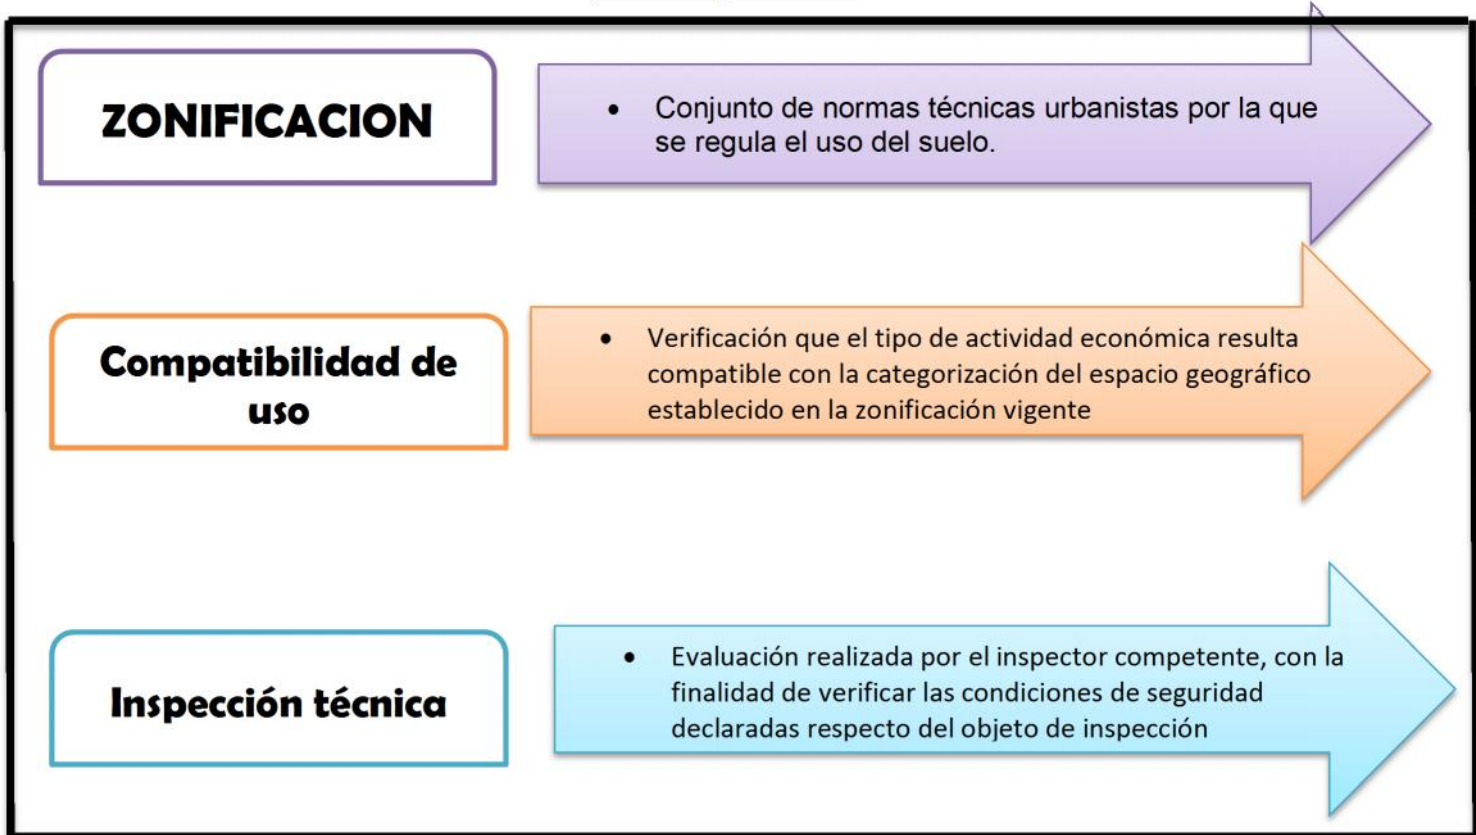 ZONIFICACION
• Conjunto de normas técnicas urbanistas por la que
se regula el uso del suelo.
Compatibilidad de
uso
• Verificación que el tipo de actividad económica resulta
compatible con la categorización del espacio geográfico
establecido en la zonificación vigente
Inspección técnica
• Evaluación realizada por el inspector competente, con la
finalidad de verificar las condiciones de seguridad
declaradas respecto del objeto de inspección